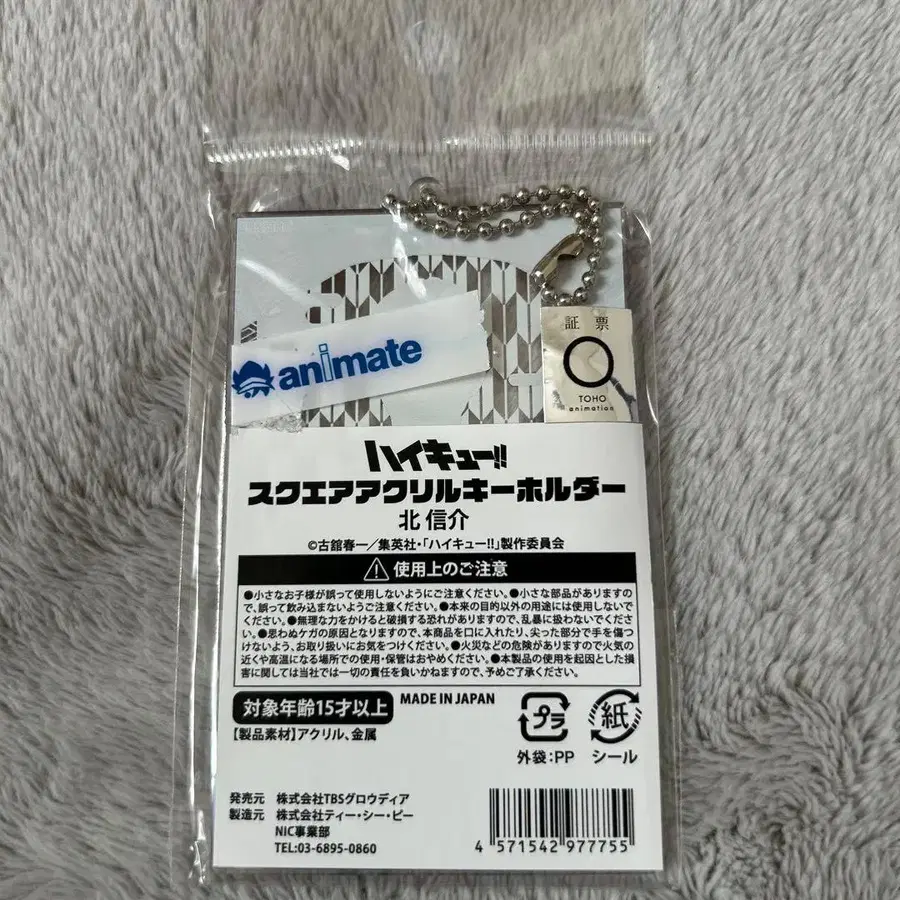 animate
証票
TOHO
animation
ハイキュー!!
スクエアアクリルキーホルダー
北 信介
©古舘春一／集英社・「ハイキュー!!」製作委員会
使用上のご注意
●小さなお子様が誤って使用しないようにご注意ください。●小さな部品がありますの
で、誤って飲み込まないようご注意ください。●本来の目的以外の用途には使用しないで
ください。●無理な力をかけると破損する恐れがありますので、乱暴に扱わないでくださ
い。●思わぬケガの原因となりますので、本商品を口に入れたり、尖った部分で手を傷つ
けないよう、お取り扱いにお気をつけください。●火災などの危険がありますので火気の
近くや高温になる場所での使用・保管はおやめください。●本製品の使用を起因とした損
害に関しては当社では一切の責任を負いかねますので、予めご了承ください。
対象年齢15才以上
MADE IN JAPAN
【製品素材】アクリル、金属
プラ
紙
外袋:PP
シール
発売元 株式会社TBSグロウディア
製造元 株式会社ティー・シー・ピー
NIC事業部
TEL:03-6895-0860
4 571542 977755